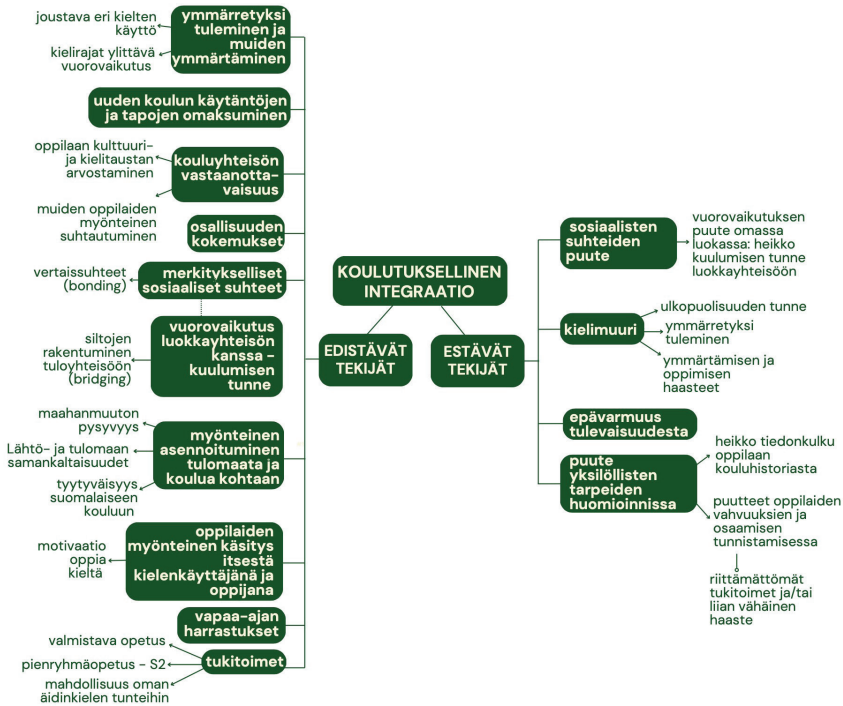 KOULUTUKSELLINEN
INTEGRAATIO
EDISTÄVÄT
TEKIJÄT
ymmärretyksi
tuleminen ja
muiden
ymmärtäminen
joustava eri kielten
käyttö
kielirajat ylittävä
vuorovaikutus
uuden koulun käytäntöjen
ja tapojen omaksuminen
kouluyhteisön
vastaanotta-
vaisuus
oppilaan kulttuuri-
ja kielitaustan
arvostaminen
muiden oppilaiden
myönteinen
suhtautuminen
osallisuuden
kokemukset
merkitykselliset
sosiaaliset suhteet
vertaissuhteet
(bonding)
vuorovaikutus
luokkayhteisön
kanssa -
kuulumisen
tunne
siltojen
rakentuminen
tuloyhteisöön
(bridging)
myönteinen
asennoituminen
tulomaata ja
koulua kohtaan
maahanmuuton
pysyvyys
Lähtö- ja tulomaan
samankaltaisuudet
tyytyväisyys
suomalaiseen
kouluun
oppilaiden
myönteinen käsitys
itsestä
kielenkäyttäjänä ja
oppijana
motivaatio
oppia
kieltä
vapaa-ajan
harrastukset
tukitoimet
valmistava opetus
pienryhmäopetus - S2
mahdollisuus oman
äidinkielen tunteihin
ESTÄVÄT
TEKIJÄT
sosiaalisten
suhteiden
puute
vuorovaikutuksen
puute omassa
luokassa: heikko
kuulumisen tunne
luokkayhteisöön
kielimuuri
ulkopuolisuuden tunne
ymmärretyksi
tuleminen
ymmärtämisen ja
oppimisen
haasteet
epävarmuus
tulevaisuudesta
puute
yksilöllisten
tarpeiden
huomioinnissa
heikko tiedonkulku
oppilaan
kouluhistoriasta
puutteet oppilaiden
vahvuuksien ja
osaamisen
tunnistamisessa
riittämättömät
tukitoimet ja/tai
liian vähäinen
haaste